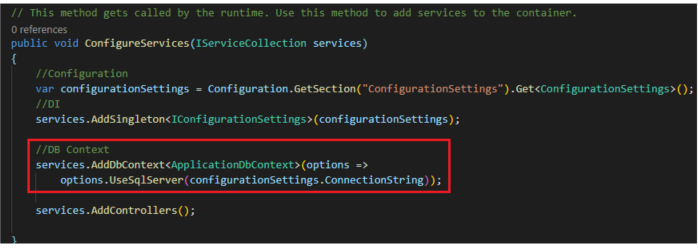 // This method gets called by the runtime. Use this method to add services to the container.
0 references
public void ConfigureServices(IServiceCollection services)
{
//Configuration
var configurationSettings = Configuration.GetSection("ConfigurationSettings").Get<ConfigurationSettings>();
//DI
services.AddSingleton<IConfigurationSettings>(configurationSettings);
//DB Context
services.AddDbContext<ApplicationDbContext>(options =>
options.UseSqlServer(configurationSettings.ConnectionString));
services.AddControllers();
}